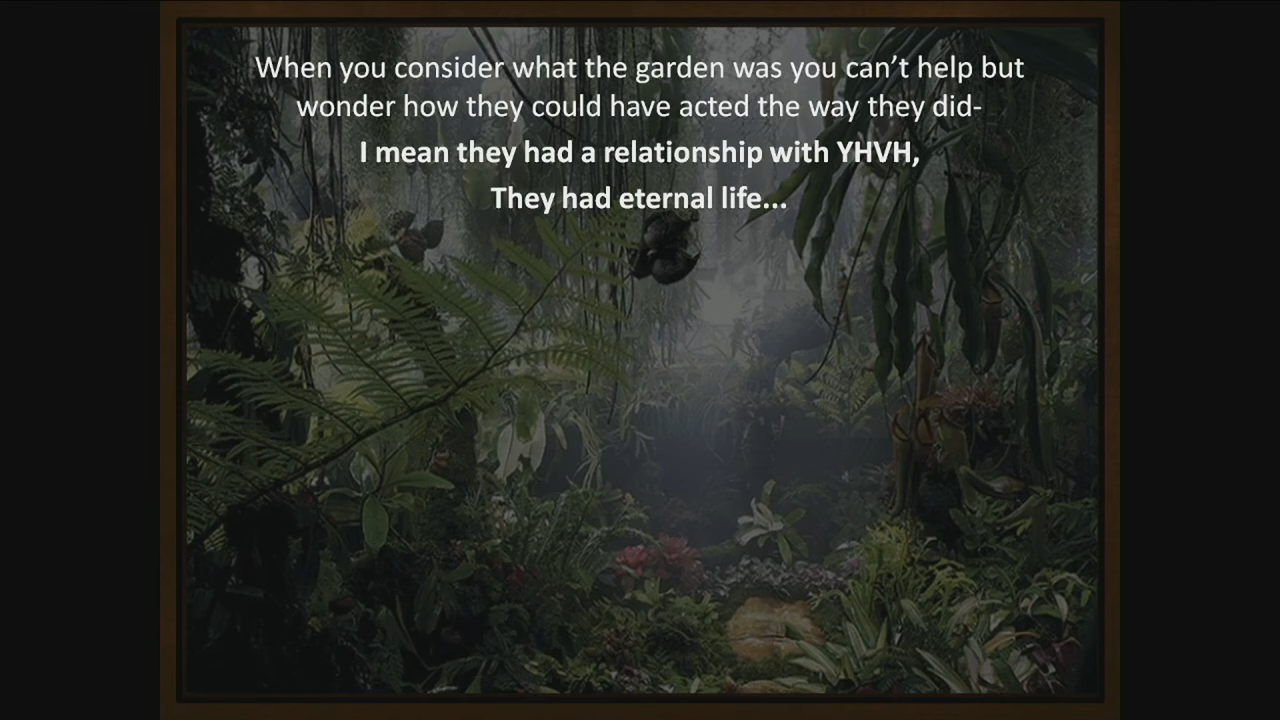 When you consider what the garden was you can’t help but
wonder how they could have acted the way they did-
I mean they had a relationship with YHVH,
They had eternal life...